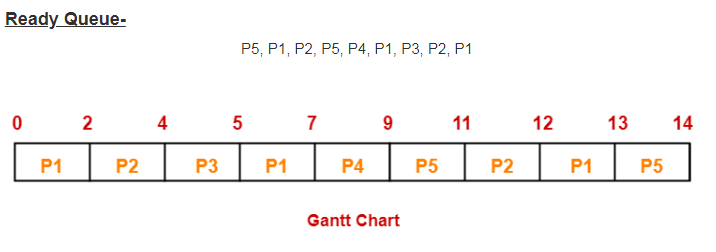 Ready Queue-
P5, P1, P2, P5, P4, P1, P3, P2, P1
0 2 4 5 7 9 11 12 13 14
P1 P2 P3 P1 P4 P5 P2 P1 P5
Gantt Chart